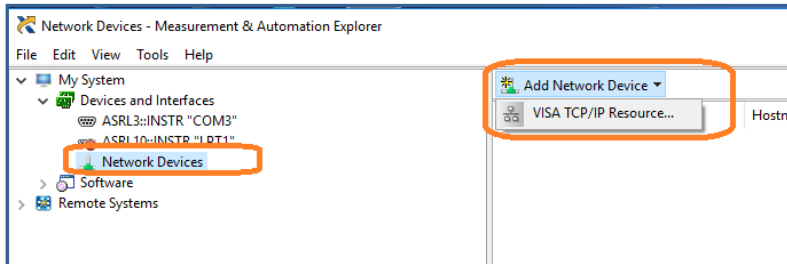 Network Devices - Measurement & Automation Explorer
File Edit View Tools Help
My System
Devices and Interfaces
ASRL3::INSTR "COM3"
ASRL10::INSTR "LPT1"
Network Devices
Software
Remote Systems
Add Network Device
VISA TCP/IP Resource...
Hostn